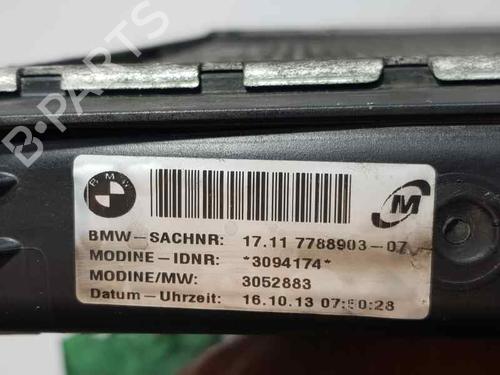 B-PARTS
BMW
M
BMW-SACHNR: 17.11 7788903-07
MODINE-IDNR: *3094174*
MODINE/MW: 3052883
Datum-Uhrzeit: 16.10.13 07:50:28